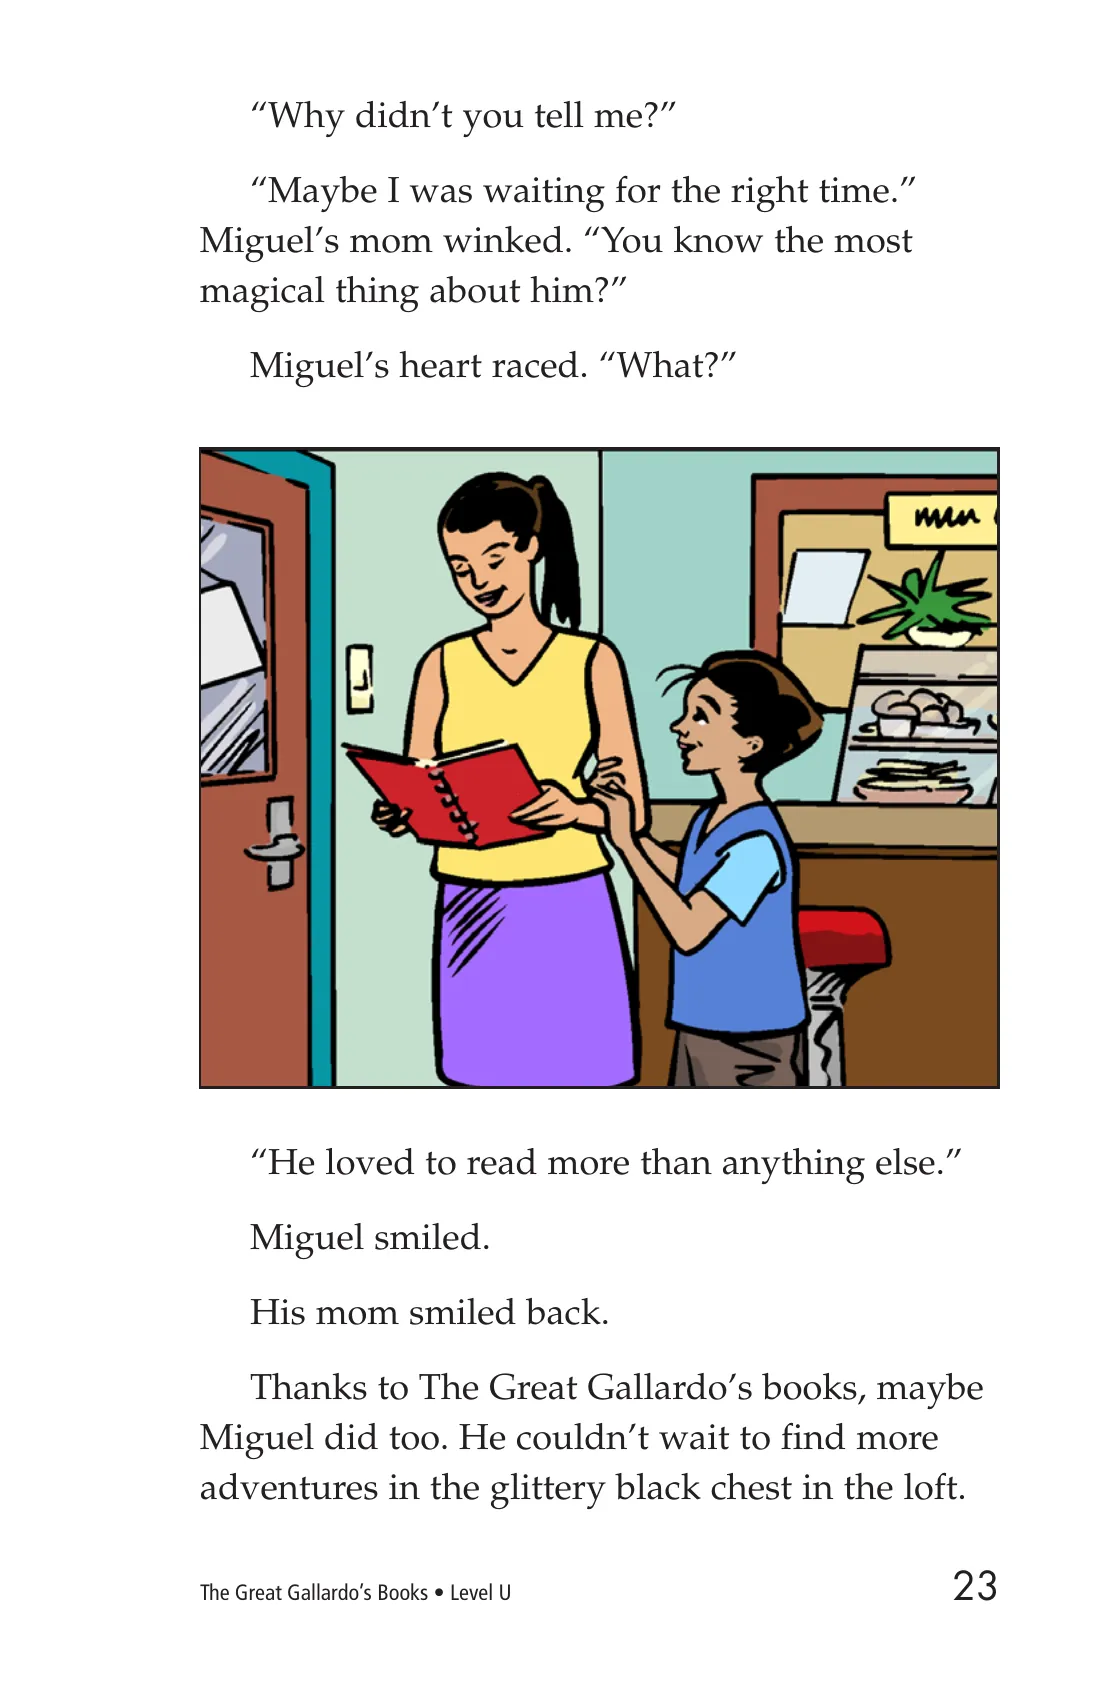 “Why didn’t you tell me?”
“Maybe I was waiting for the right time.”
Miguel’s mom winked. “You know the most
magical thing about him?”
Miguel’s heart raced. “What?”
“He loved to read more than anything else.”
Miguel smiled.
His mom smiled back.
Thanks to The Great Gallardo’s books, maybe
Miguel did too. He couldn’t wait to find more
adventures in the glittery black chest in the loft.
The Great Gallardo’s Books • Level U
23